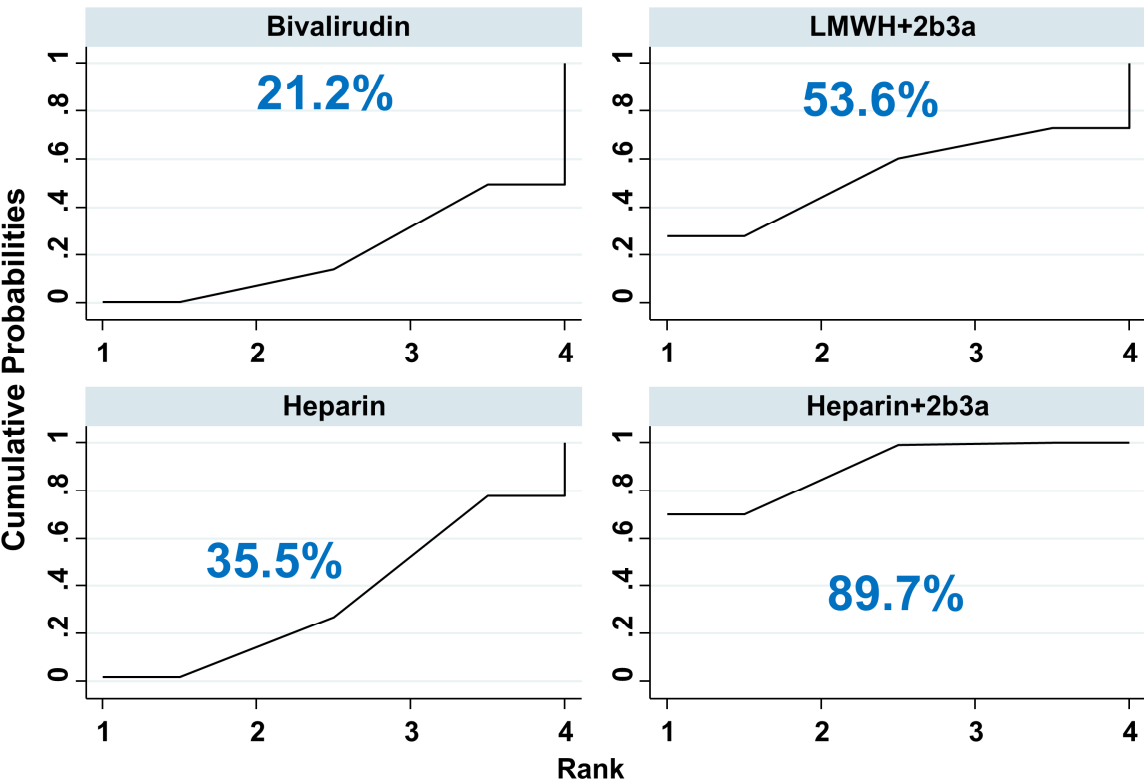 Cumulative Probabilities
Bivalirudin
21.2%
0 .2 .4 .6 .8 1
1 2 3 4
LMWH+2b3a
53.6%
0 .2 .4 .6 .8 1
1 2 3 4
Heparin
35.5%
0 .2 .4 .6 .8 1
1 2 3 4
Heparin+2b3a
89.7%
0 .2 .4 .6 .8 1
1 2 3 4
Rank